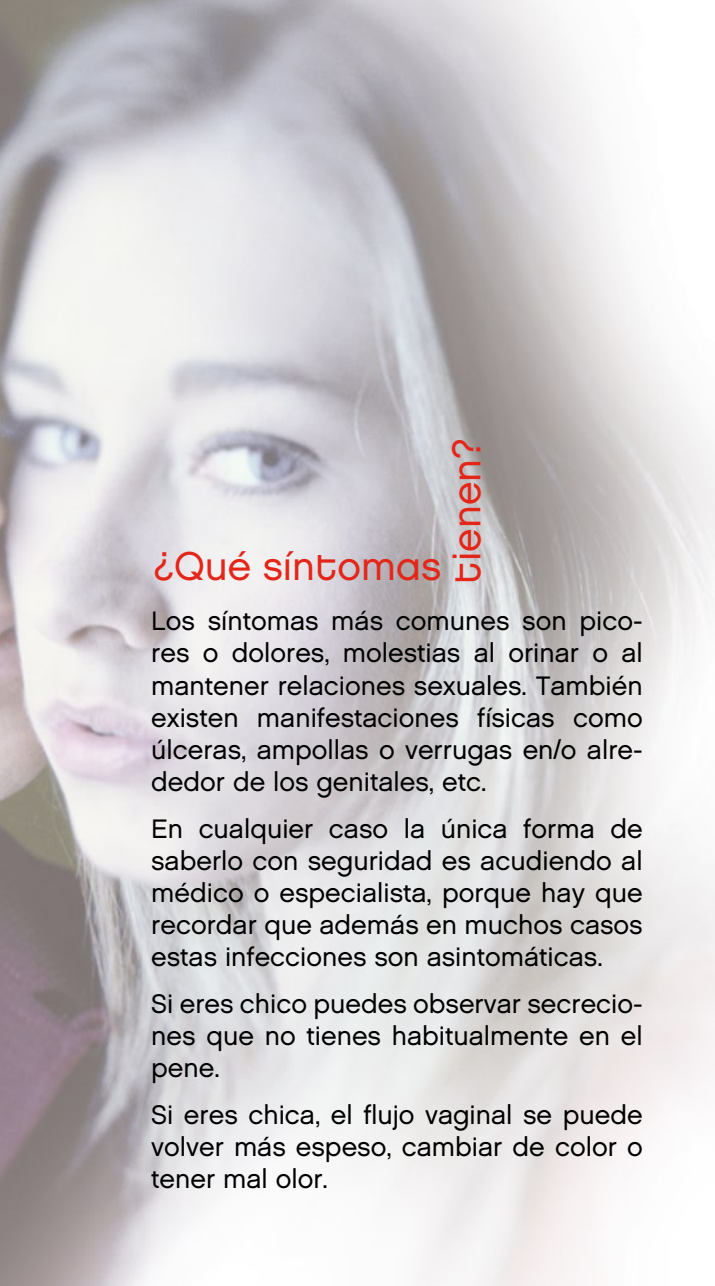 ¿Qué síntomas tienen?
Los síntomas más comunes son pico-
res o dolores, molestias al orinar o al
mantener relaciones sexuales. También
existen manifestaciones físicas como
úlceras, ampollas o verrugas en/o alre-
dedor de los genitales, etc.
En cualquier caso la única forma de
saberlo con seguridad es acudiendo al
médico o especialista, porque hay que
recordar que además en muchos casos
estas infecciones son asintomáticas.
Si eres chico puedes observar secrecio-
nes que no tienes habitualmente en el
pene.
Si eres chica, el flujo vaginal se puede
volver más espeso, cambiar de color o
tener mal olor.